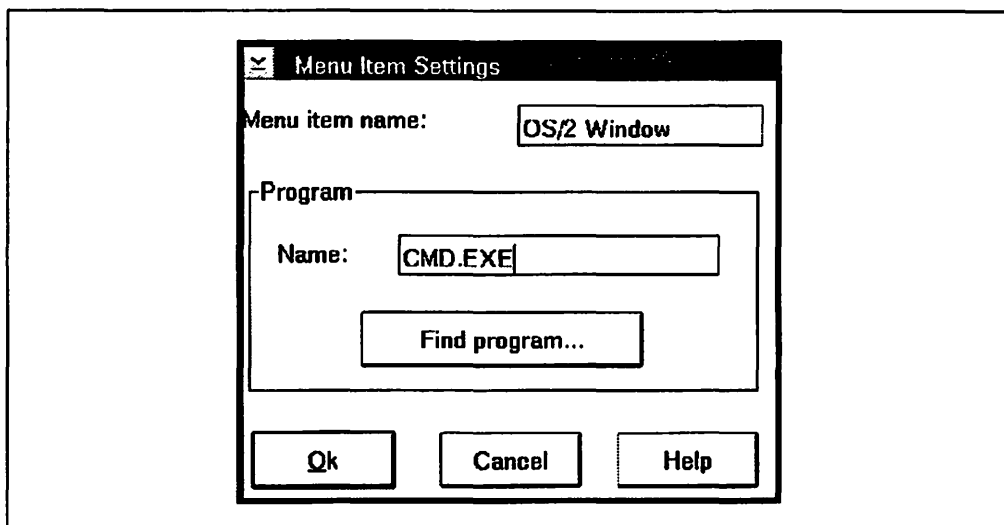 Menu Item Settings
Menu item name: OS/2 Window
Program
Name: CMD.EXE
Find program...
Ok Cancel Help